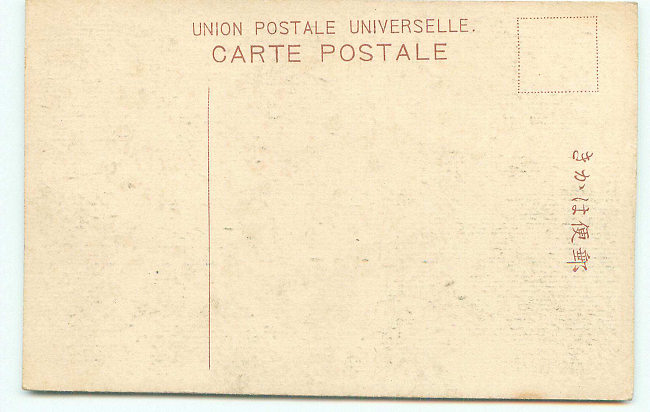 UNION POSTALE UNIVERSELLE.
CARTE POSTALE
きかは便郵